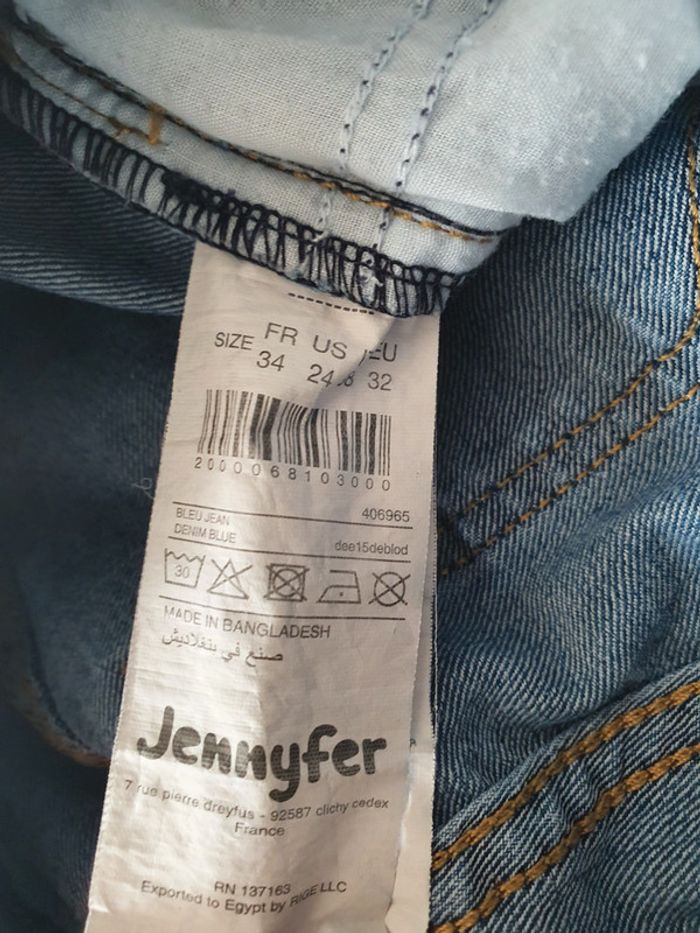 SIZE FR US EU
34 32
2000068103000
BLEU JEAN 406965
DENIM BLUE dee15deblod
30
MADE IN BANGLADESH
صنع في بنغلاديش
Jennyfer
7 rue pierre dreyfus - 92587 clichy cedex
France
RN 137163
Exported to Egypt by RIGE LLC